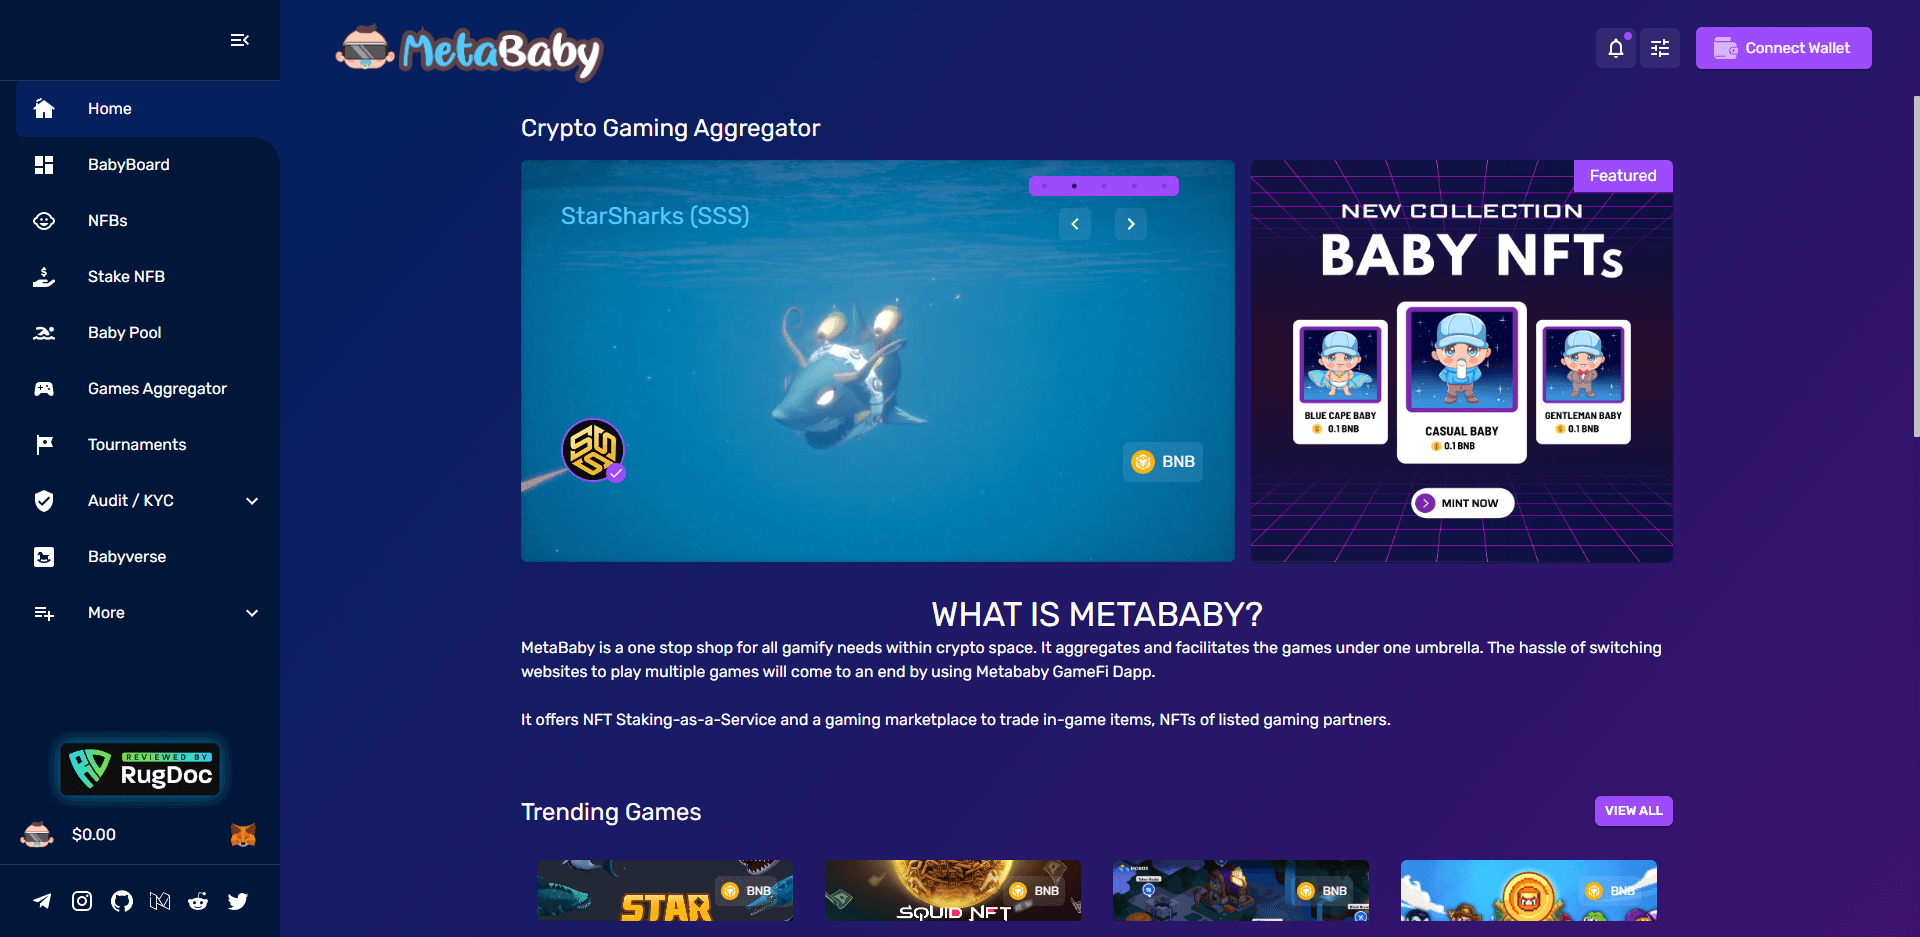 Home
BabyBoard
NFBs
Stake NFB
Baby Pool
Games Aggregator
Tournaments
Audit / KYC
Babyverse
More
REVIEWED BY
RugDoc
$0.00
MetaBaby
Connect Wallet
Crypto Gaming Aggregator
StarSharks (SSS)
BNB
Featured
NEW COLLECTION
BABY NFTs
BLUE CAPE BABY
0.1 BNB
CASUAL BABY
0.1 BNB
GENTLEMAN BABY
0.1 BNB
MINT NOW
WHAT IS METABABY?
MetaBaby is a one stop shop for all gamify needs within crypto space. It aggregates and facilitates the games under one umbrella. The hassle of switching
websites to play multiple games will come to an end by using Metababy GameFi Dapp.
It offers NFT Staking-as-a-Service and a gaming marketplace to trade in-game items, NFTs of listed gaming partners.
Trending Games
VIEW ALL
BNB
STAR
BNB
SQUID NFT
BNB
BNB